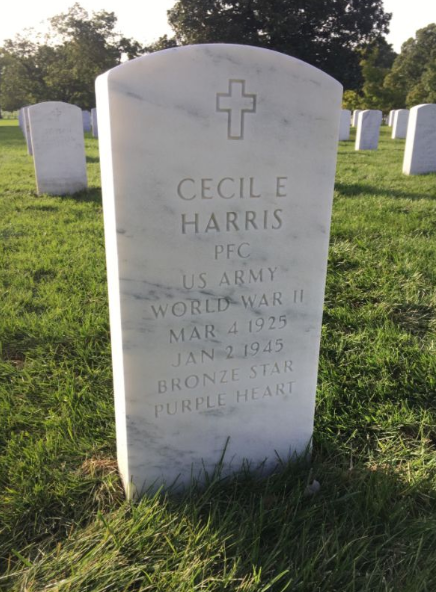 CECIL E
HARRIS
PFC
US ARMY
WORLD WAR II
MAR 4 1925
JAN 2 1945
BRONZE STAR
PURPLE HEART